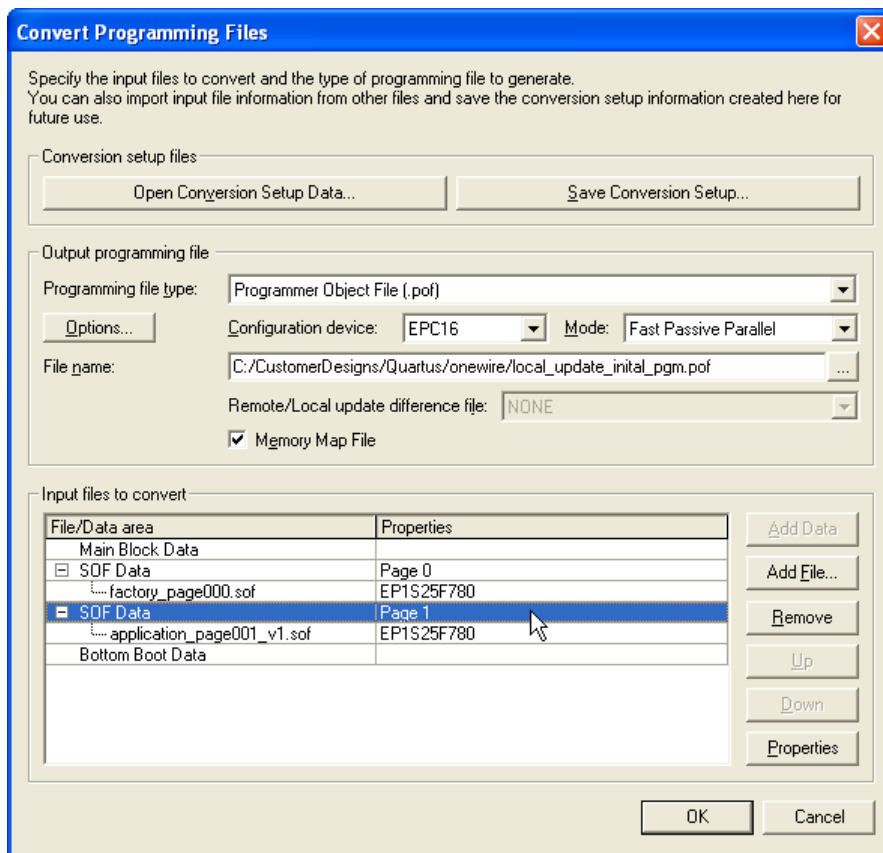 Convert Programming Files
Specify the input files to convert and the type of programming file to generate.
You can also import input file information from other files and save the conversion setup information created here for
future use.
Conversion setup files
Open Conversion Setup Data...
Save Conversion Setup...
Output programming file
Programming file type:
Programmer Object File (.pof)
Options...
Configuration device:
EPC16
Mode:
Fast Passive Parallel
File name:
C:/CustomerDesigns/Quartus/onewire/local_update_inital_pgm.pof
...
Remote/Local update difference file:
NONE
Memory Map File
Input files to convert
File/Data area
Properties
Main Block Data
SOF Data
Page 0
factory_page000.sof
EP1S25F780
SOF Data
Page 1
application_page001_v1.sof
EP1S25F780
Bottom Boot Data
Add Data
Add File...
Remove
Up
Down
Properties
OK
Cancel